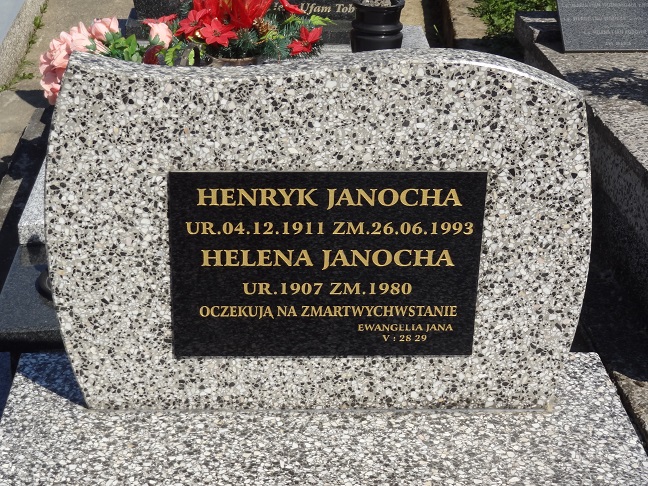 Ufam Tob
HENRYK JANOCHA
UR.04.12.1911 ZM.26.06.1993
HELENA JANOCHA
UR.1907 ZM.1980
OCZEKUJĄ NA ZMARTWYCHWSTANIE
EWANGELIA JANA
V : 28 29